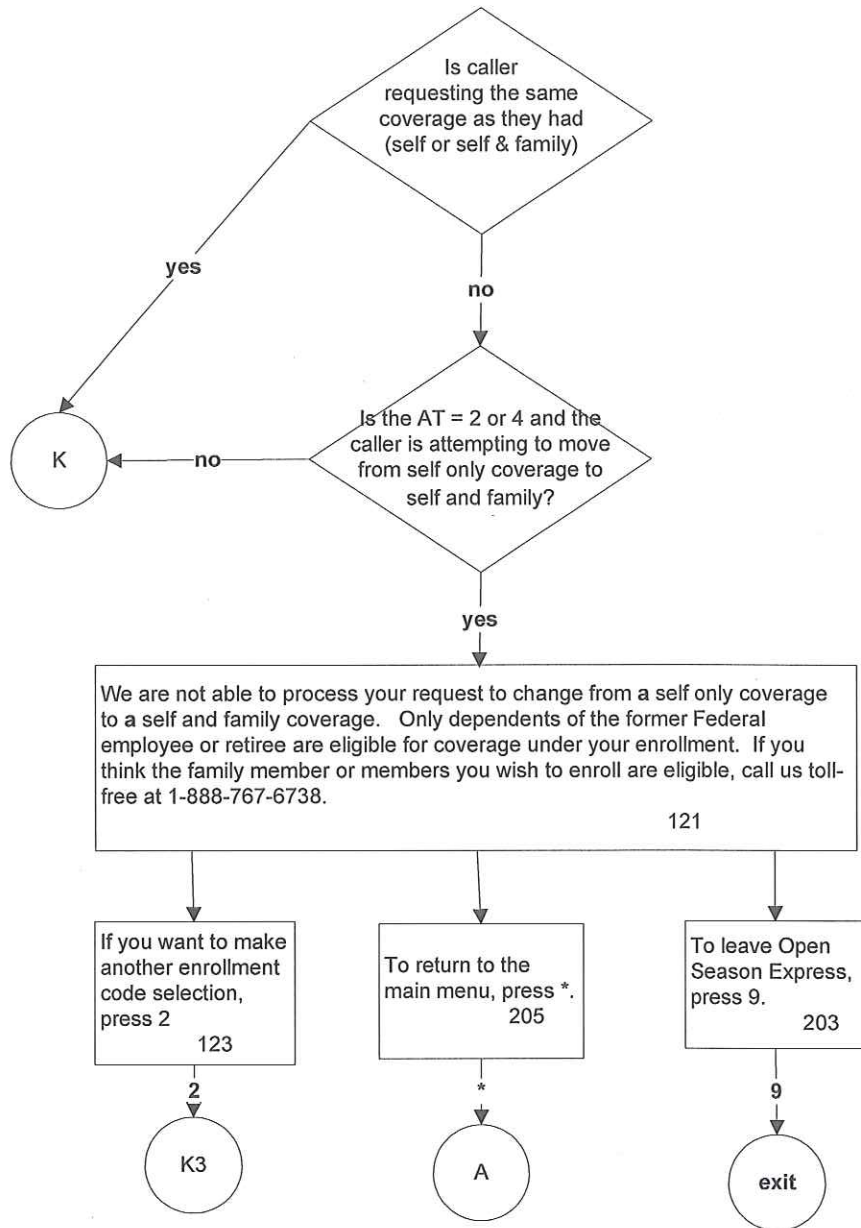 Is caller
requesting the same
coverage as they had
(self or self & family)
yes
no
Is the AT = 2 or 4 and the
caller is attempting to move
from self only coverage to
self and family?
K
no
yes
We are not able to process your request to change from a self only coverage
to a self and family coverage. Only dependents of the former Federal
employee or retiree are eligible for coverage under your enrollment. If you
think the family member or members you wish to enroll are eligible, call us toll-
free at 1-888-767-6738.
121
If you want to make
another enrollment
code selection,
press 2
123
To return to the
main menu, press *.
205
To leave Open
Season Express,
press 9.
203
2
*
9
K3
A
exit